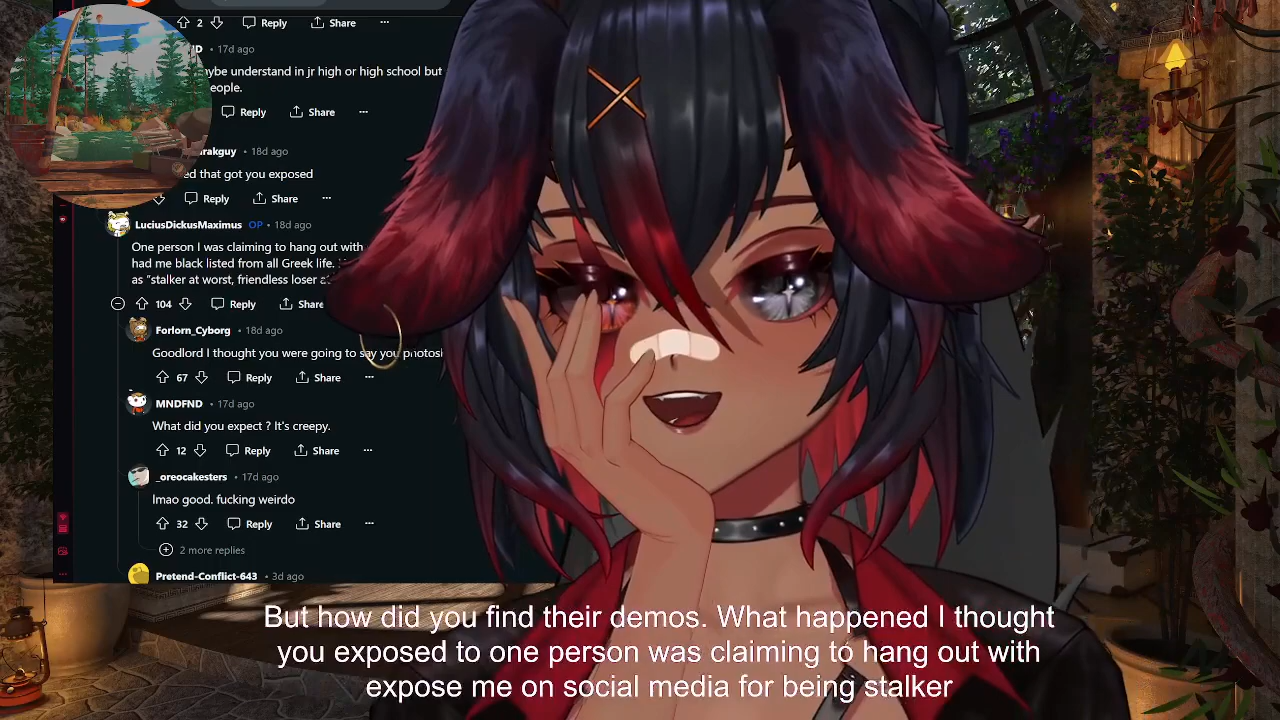 2 Reply Share
17d ago
maybe understand in jr high or high school but
people.
Reply Share
rakguy • 18d ago
ed that got you exposed
Reply Share
LuciusDickusMaximus OP • 18d ago
One person I was claiming to hang out with
had me black listed from all Greek life.
as "stalker at worst, friendless loser a
104 Reply Share
Forlorn_Cyborg • 18d ago
Goodlord I thought you were going to say you photos
67 Reply Share
MNDFND • 17d ago
What did you expect ? It's creepy.
12 Reply Share
_oreocakesters • 17d ago
lmao good. fucking weirdo
32 Reply Share
2 more replies
Pretend-Conflict-643 • 3d ago
But how did you find their demos. What happened I thought
you exposed to one person was claiming to hang out with
expose me on social media for being stalker